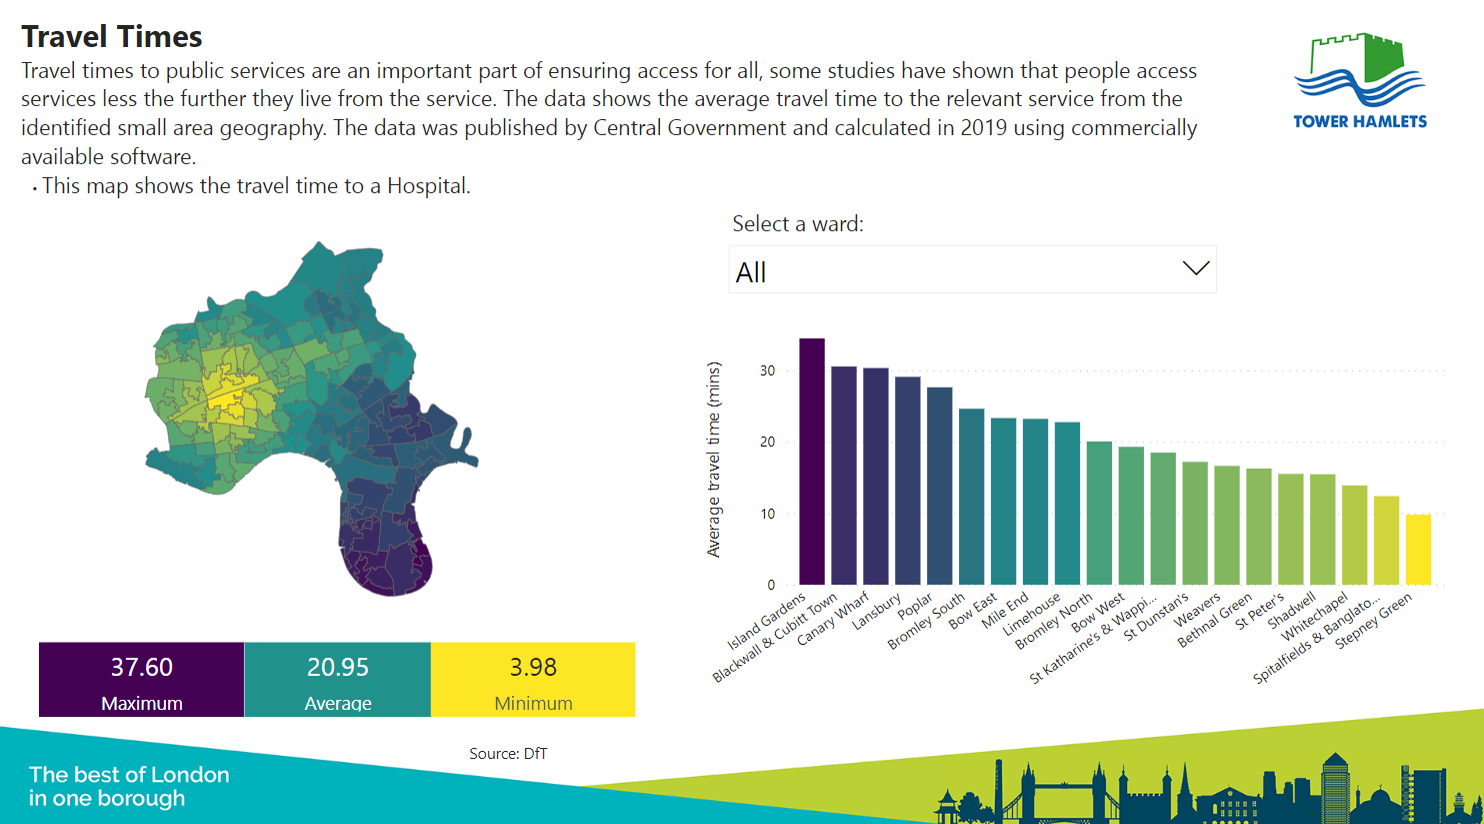 Travel Times
Travel times to public services are an important part of ensuring access for all, some studies have shown that people access
services less the further they live from the service. The data shows the average travel time to the relevant service from the
identified small area geography. The data was published by Central Government and calculated in 2019 using commercially
available software.
• This map shows the travel time to a Hospital.
TOWER HAMLETS
Select a ward:
All
Average travel time (mins)
30
20
10
0
Island Gardens
Blackwall & Cubitt Town
Canary Wharf
Lansbury
Poplar
Bromley South
Bow East
Mile End
Limehouse
Bromley North
Bow West
St Katharine's & Wappi...
St Dunstan's
Weavers
Bethnal Green
St Peter's
Shadwell
Whitechapel
Spitalfields & Banglato...
Stepney Green
37.60
Maximum
20.95
Average
3.98
Minimum
Source: DfT
The best of London
in one borough